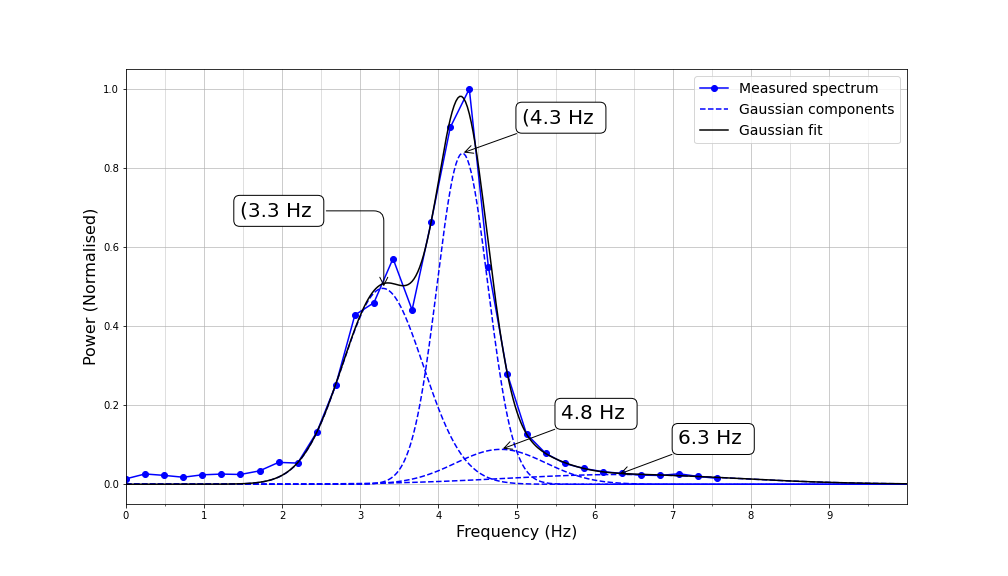 Measured spectrum
Gaussian components
Gaussian fit
(4.3 Hz
(3.3 Hz
4.8 Hz
6.3 Hz
Power (Normalised)
1.0
0.8
0.6
0.4
0.2
0.0
0 1 2 3 4 5 6 7 8 9
Frequency (Hz)